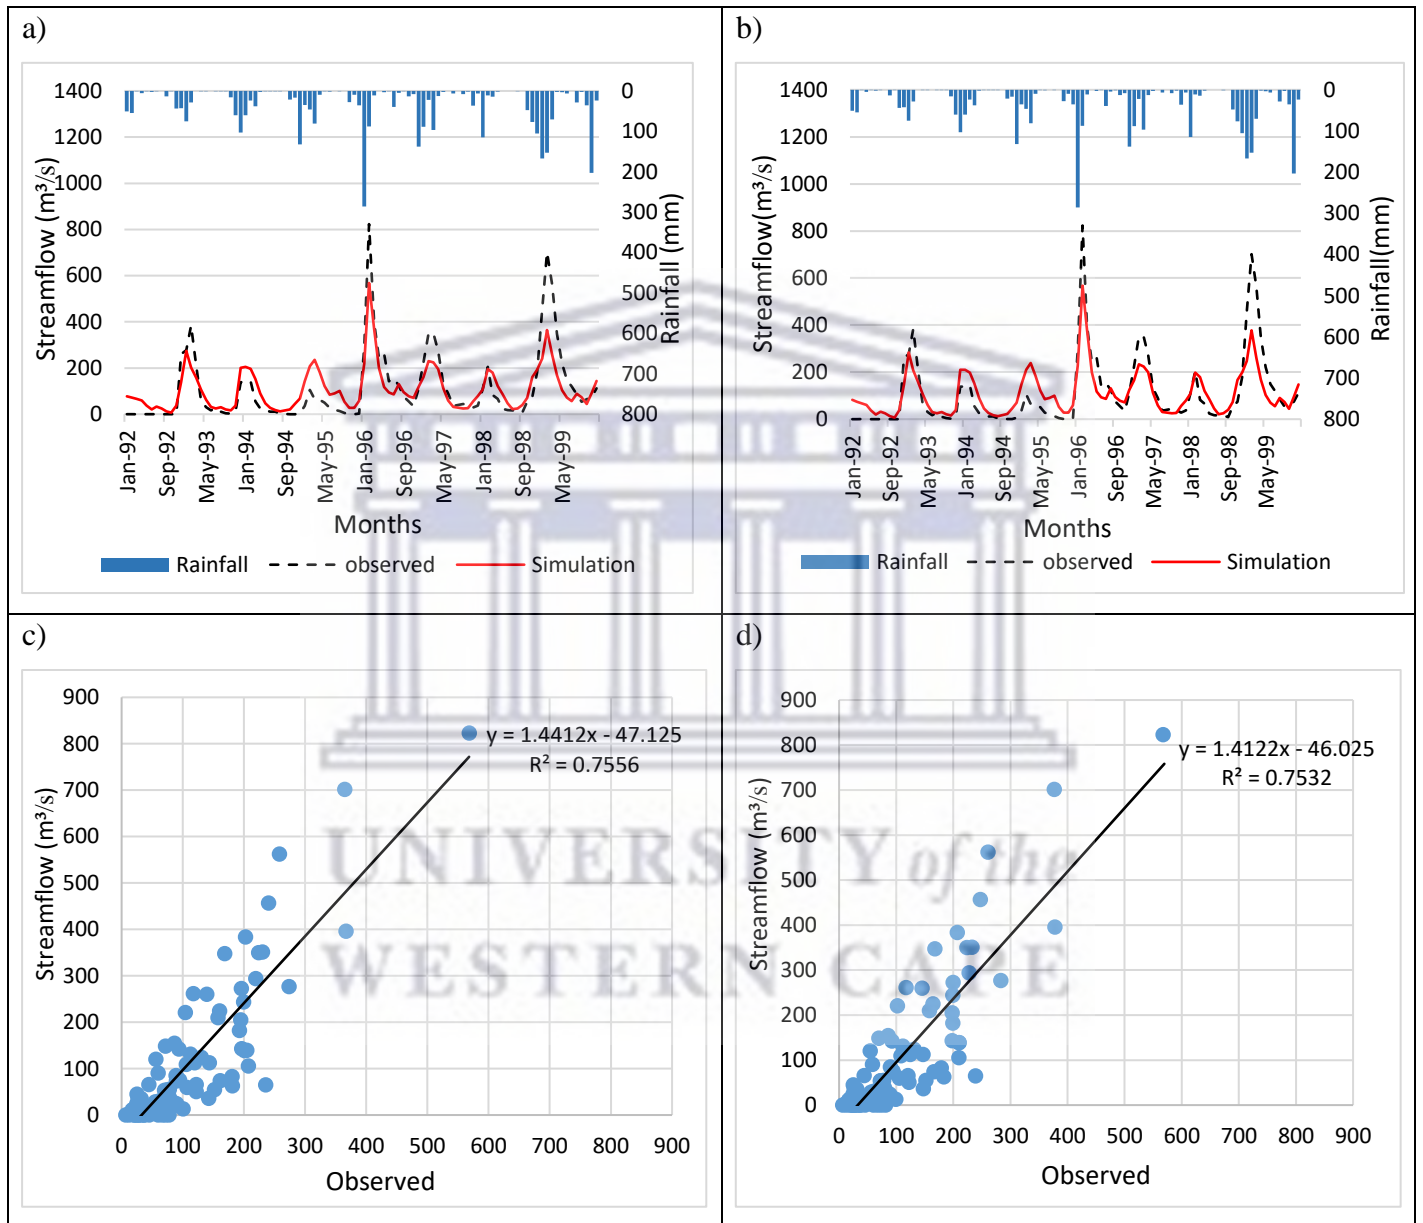 a)
1400
1200
1000
800
600
400
200
0
Streamflow (m³/s)
0
100
200
300
400
500
600
700
800
Rainfall (mm)
Jan-92
Sep-92
May-93
Jan-94
Sep-94
May-95
Jan-96
Sep-96
May-97
Jan-98
Sep-98
May-99
Months
Rainfall observed Simulation
b)
1400
1200
1000
800
600
400
200
0
Streamflow(m³/s)
0
100
200
300
400
500
600
700
800
Rainfall(mm)
Jan-92
Sep-92
May-93
Jan-94
Sep-94
May-95
Jan-96
Sep-96
May-97
Jan-98
Sep-98
May-99
Months
Rainfall observed Simulation
c)
900
800
700
600
500
400
300
200
100
0
Streamflow (m³/s)
y = 1.4412x - 47.125
R² = 0.7556
0 100 200 300 400 500 600 700 800 900
Observed
d)
900
800
700
600
500
400
300
200
100
0
Streamflow (m³/s)
y = 1.4122x - 46.025
R² = 0.7532
0 100 200 300 400 500 600 700 800 900
Observed
UNIVERSITY of the
WESTERN CAPE